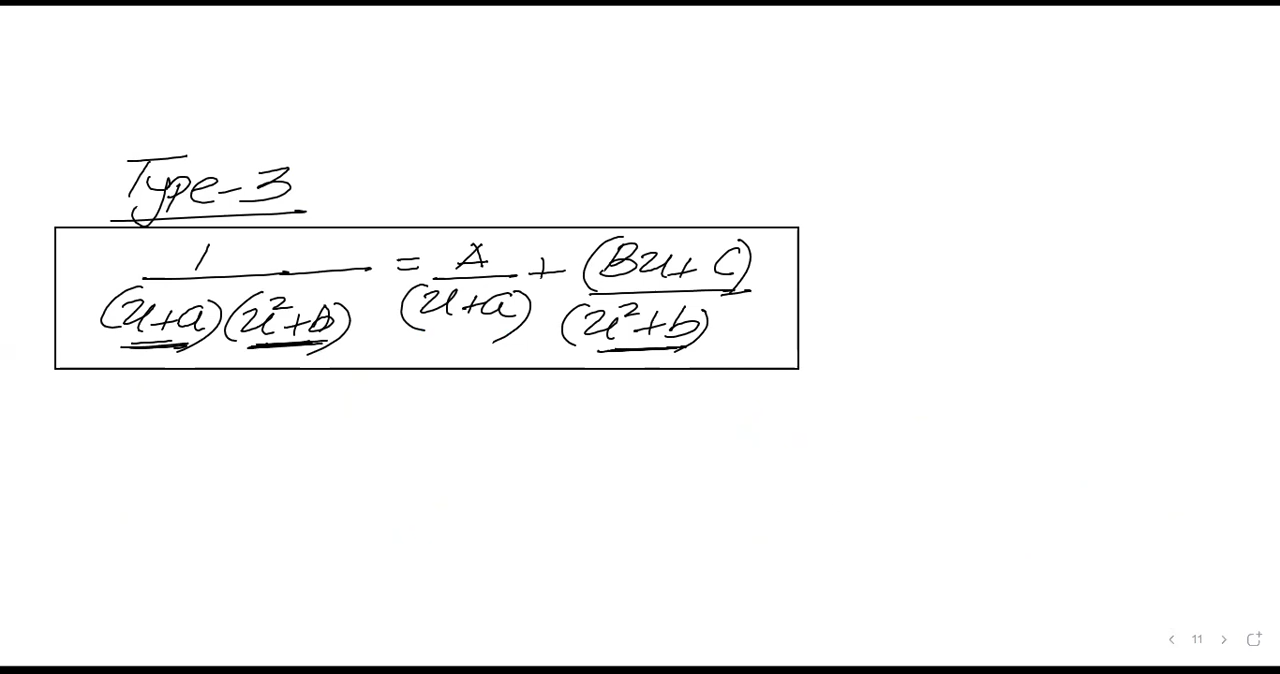 Type-3
1/((x+a)(x²+b)) = A/(x+a) + (Bx+C)/(x²+b)
11